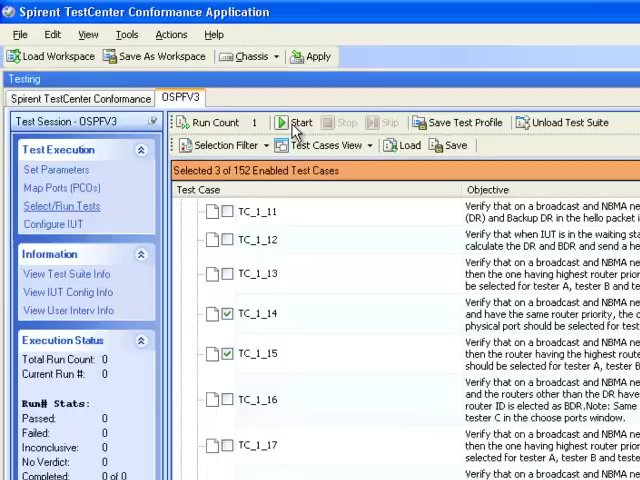 Spirent TestCenter Conformance Application
File Edit View Tools Actions Help
Load Workspace Save As Workspace Chassis Apply
Testing
Spirent TestCenter Conformance OSPFV3
Test Session - OSPFV3 Run Count 1 Start Stop Skip Save Test Profile Unload Test Suite
Selection Filter Test Cases View Load Save
Test Execution
Set Parameters
Map Ports (PCOs)
Select/Run Tests
Configure IUT
Information
View Test Suite Info
View IUT Config Info
View User Interv Info
Execution Status
Total Run Count: 0
Current Run #: 0
Run# Stats:
Passed: 0
Failed: 0
Inconclusive: 0
No Verdict: 0
Completed: 0 of 0
Selected 3 of 152 Enabled Test Cases
Test Case Objective
TC_1_11 Verify that on a broadcast and NBMA ne
(DR) and Backup DR in the hello packet i
TC_1_12 Verify that when IUT is in the waiting sta
calculate the DR and BDR and send a he
TC_1_13 Verify that on a broadcast and NBMA ne
then the one having highest router prior
be selected for tester A, tester B and te
TC_1_14 Verify that on a broadcast and NBMA ne
and have the same router priority, the o
physical port should be selected for test
TC_1_15 Verify that on a broadcast and NBMA ne
then the router having the highest route
should be selected for tester A, tester B
TC_1_16 Verify that on a broadcast and NBMA ne
and the routers other than the DR have
router ID is elected as BDR.Note: Same
tester C in the choose ports window.
TC_1_17 Verify that on a broadcast and NBMA ne
then the one having the highest router p
selected for tester A, tester B and teste
Verify that on a broadcast and NBMA ne